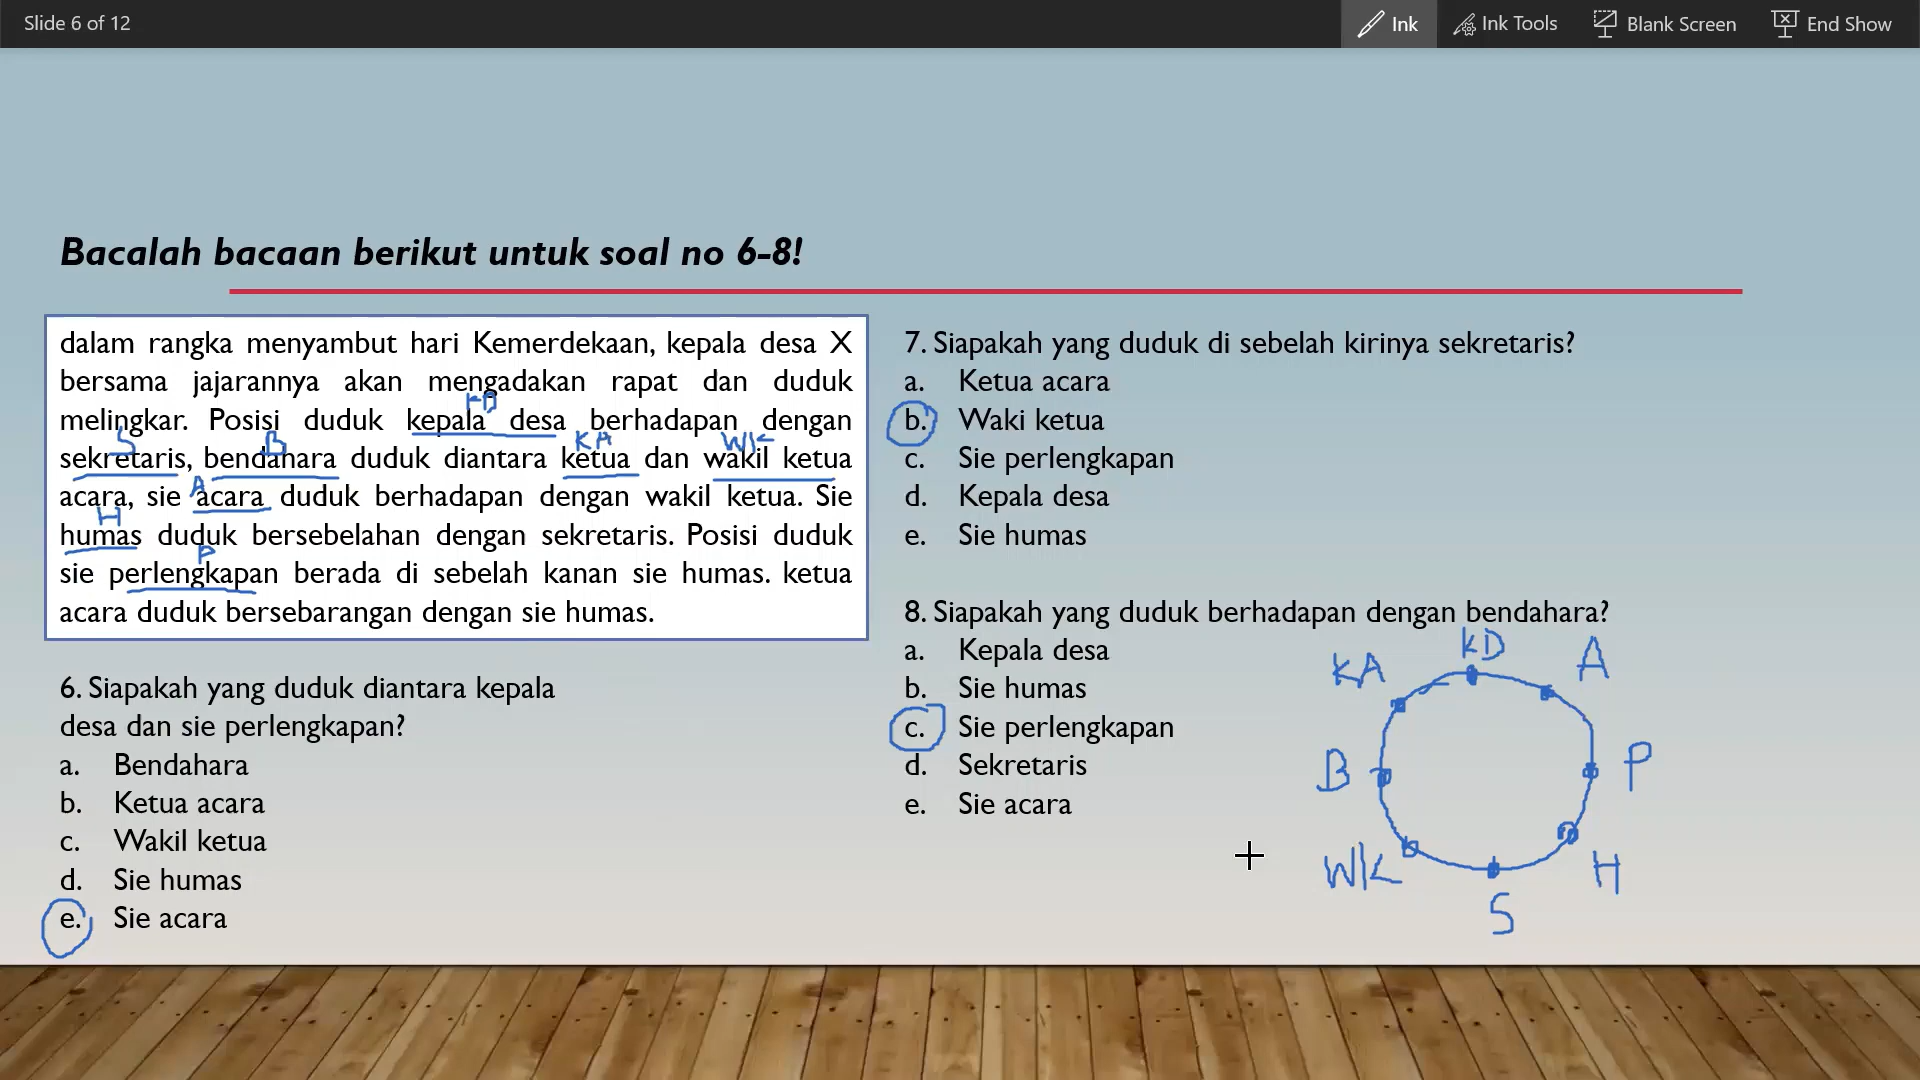 Slide 6 of 12
Ink
Ink Tools
Blank Screen
End Show
Bacalah bacaan berikut untuk soal no 6-8!
dalam rangka menyambut hari Kemerdekaan, kepala desa X
bersama jajarannya akan mengadakan rapat dan duduk
KD
melingkar. Posisi duduk kepala desa berhadapan dengan
S B KA WK
sekretaris, bendahara duduk diantara ketua dan wakil ketua
A
acara, sie acara duduk berhadapan dengan wakil ketua. Sie
H
humas duduk bersebelahan dengan sekretaris. Posisi duduk
P
sie perlengkapan berada di sebelah kanan sie humas. ketua
acara duduk bersebarangan dengan sie humas.
6. Siapakah yang duduk diantara kepala
desa dan sie perlengkapan?
a. Bendahara
b. Ketua acara
c. Wakil ketua
d. Sie humas
e. Sie acara
7. Siapakah yang duduk di sebelah kirinya sekretaris?
a. Ketua acara
b. Waki ketua
c. Sie perlengkapan
d. Kepala desa
e. Sie humas
8. Siapakah yang duduk berhadapan dengan bendahara?
a. Kepala desa
b. Sie humas
c. Sie perlengkapan
d. Sekretaris
e. Sie acara
KA KD A
B P
WK H
S